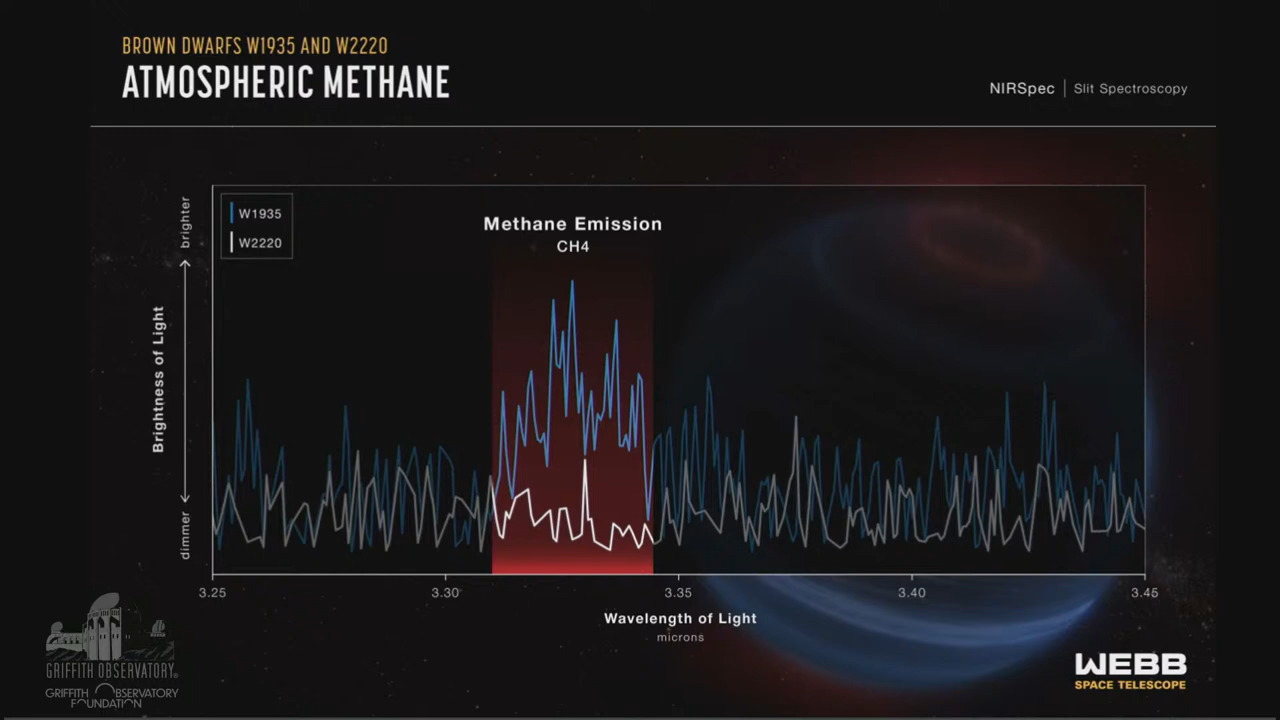 BROWN DWARFS W1935 AND W2220
ATMOSPHERIC METHANE
NIRSpec | Slit Spectroscopy
W1935
W2220
Methane Emission
CH4
brighter
Brightness of Light
dimmer
3.25 3.30 3.35 3.40 3.45
Wavelength of Light
microns
GRIFFITH OBSERVATORY
GRIFFITH OBSERVATORY
FOUNDATION
WEBB
SPACE TELESCOPE